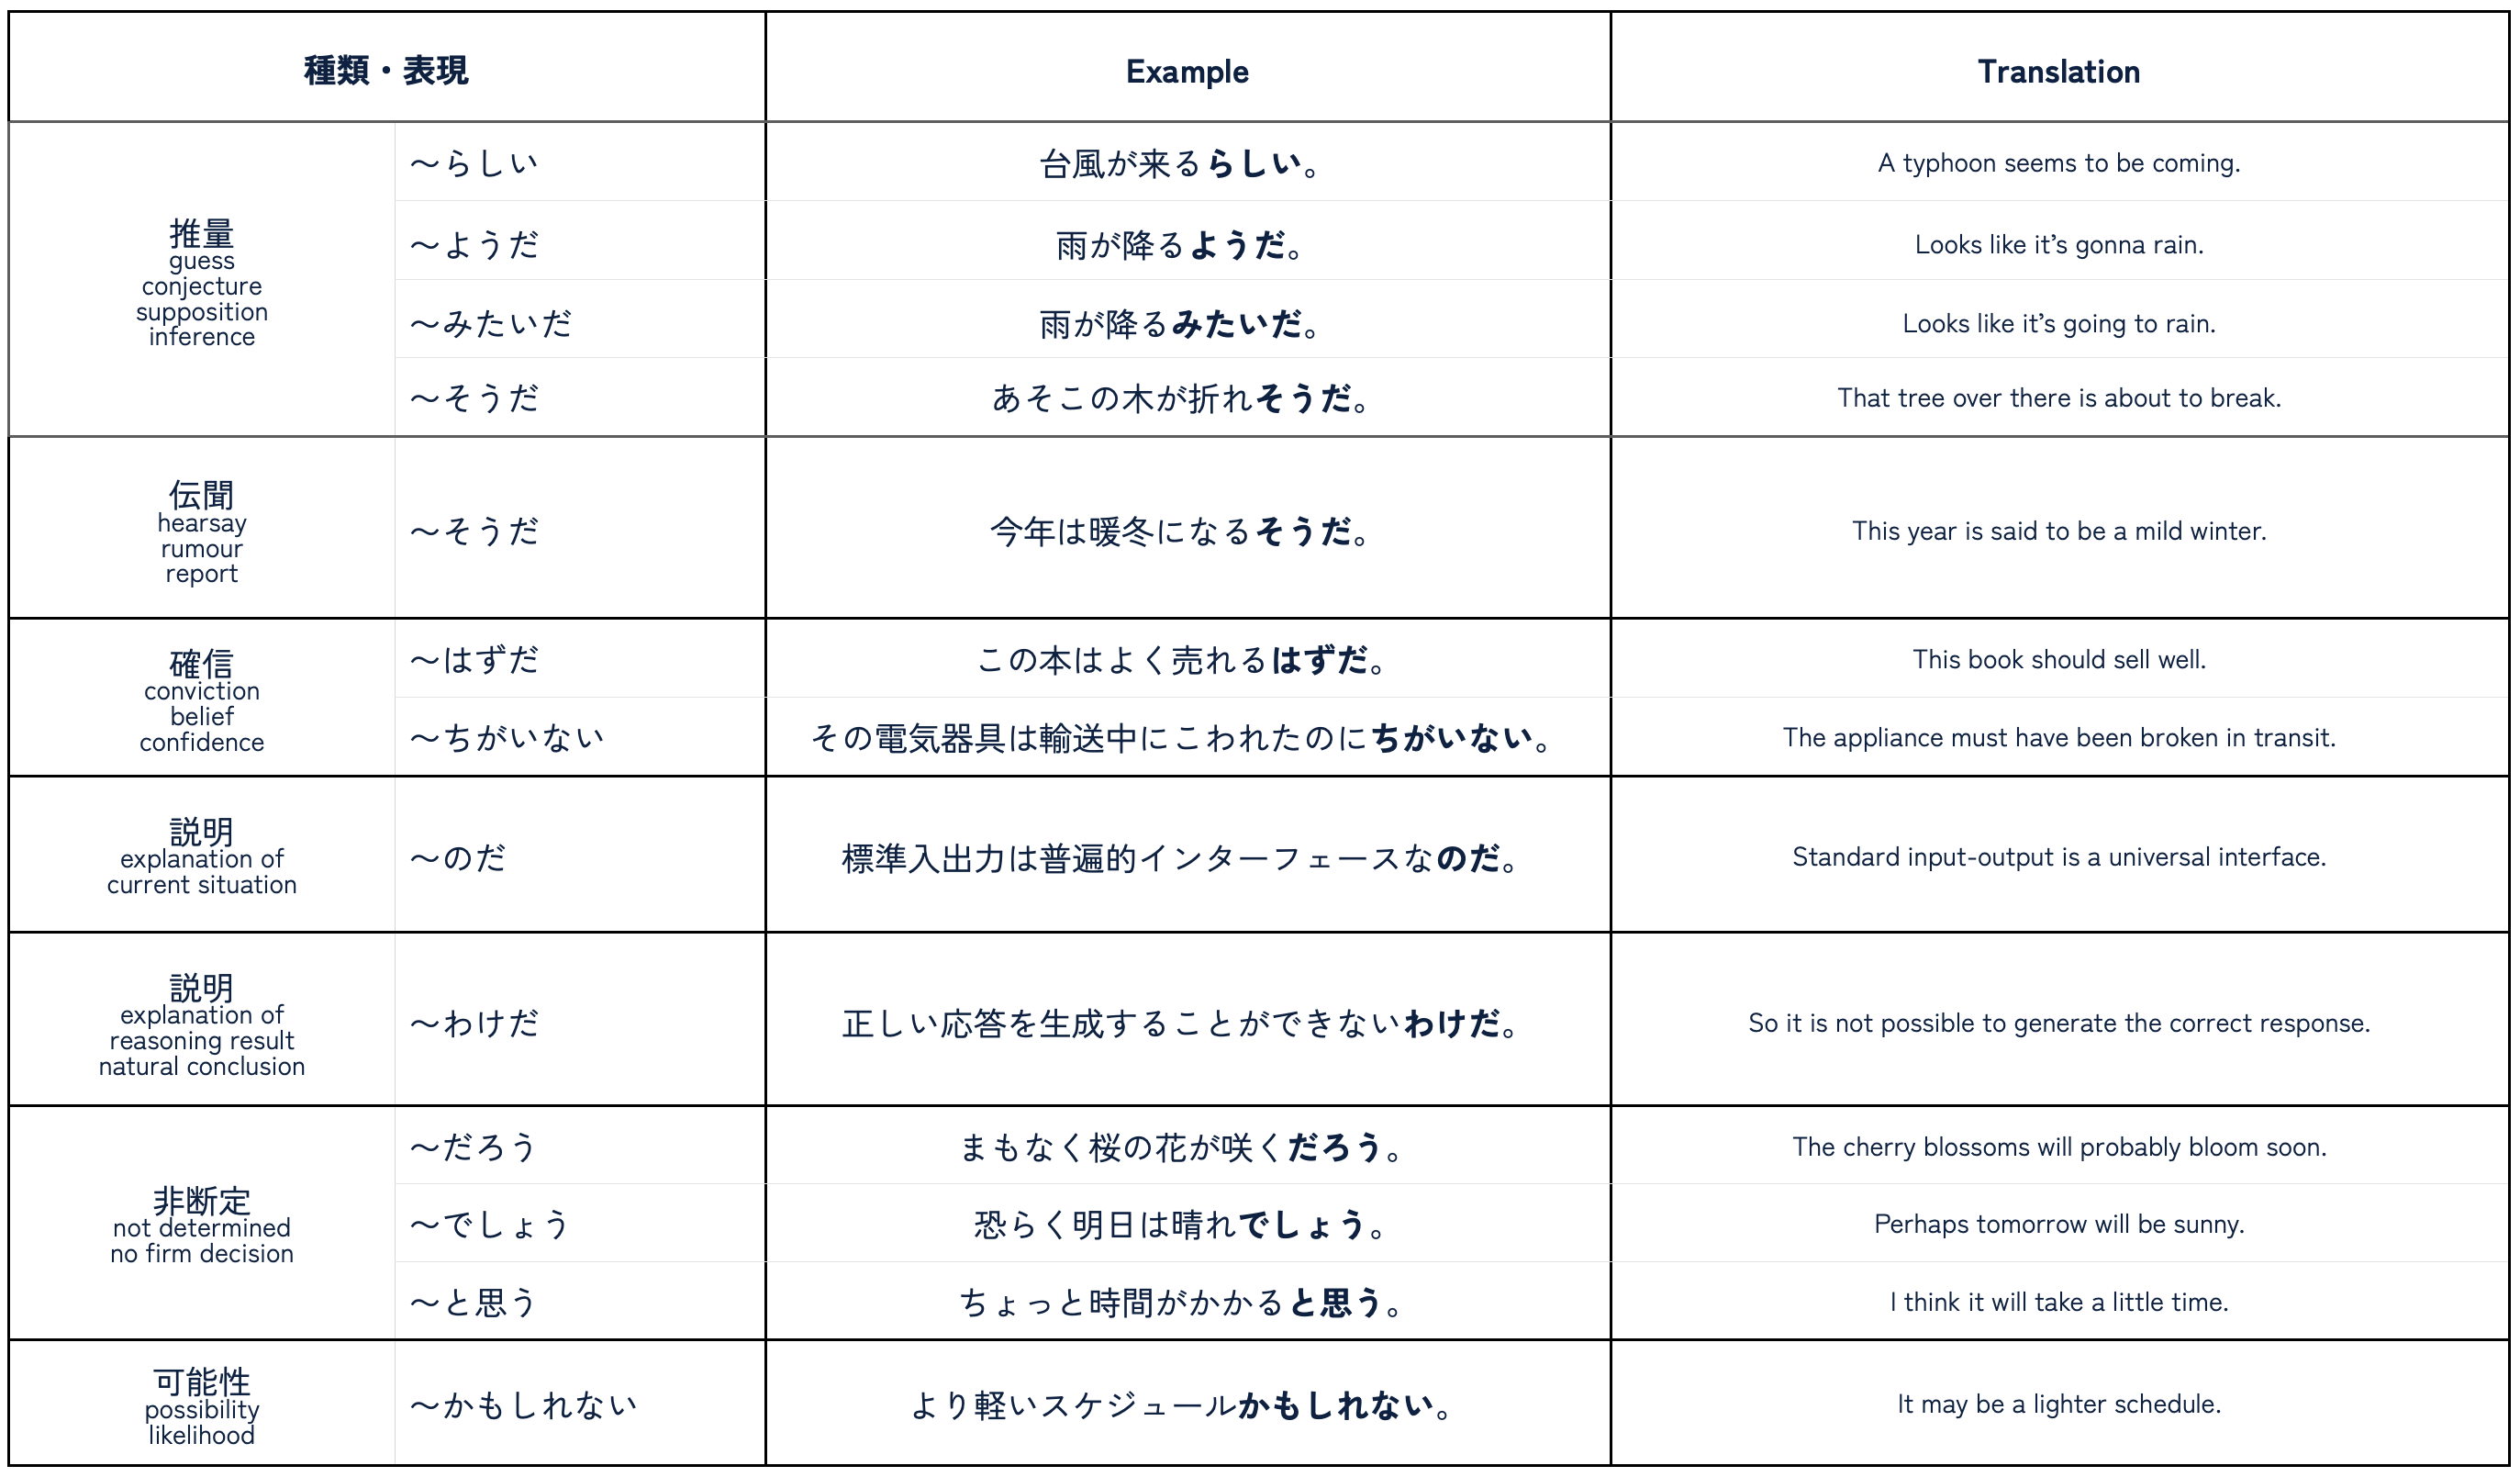 種類・表現
Example
Translation
推量
guess
conjecture
supposition
inference
〜らしい
台風が来るらしい。
A typhoon seems to be coming.
〜ようだ
雨が降るようだ。
Looks like it’s gonna rain.
〜みたいだ
雨が降るみたいだ。
Looks like it’s going to rain.
〜そうだ
あそこの木が折れそうだ。
That tree over there is about to break.
伝聞
hearsay
rumour
report
〜そうだ
今年は暖冬になるそうだ。
This year is said to be a mild winter.
確信
conviction
belief
confidence
〜はずだ
この本はよく売れるはずだ。
This book should sell well.
〜ちがいない
その電気器具は輸送中にこわれたのにちがいない。
The appliance must have been broken in transit.
説明
explanation of
current situation
〜のだ
標準入出力は普遍的インターフェースなのだ。
Standard input-output is a universal interface.
説明
explanation of
reasoning result
natural conclusion
〜わけだ
正しい応答を生成することができないわけだ。
So it is not possible to generate the correct response.
非断定
not determined
no firm decision
〜だろう
まもなく桜の花が咲くだろう。
The cherry blossoms will probably bloom soon.
〜でしょう
恐らく明日は晴れでしょう。
Perhaps tomorrow will be sunny.
〜と思う
ちょっと時間がかかると思う。
I think it will take a little time.
可能性
possibility
likelihood
〜かもしれない
より軽いスケジュールかもしれない。
It may be a lighter schedule.